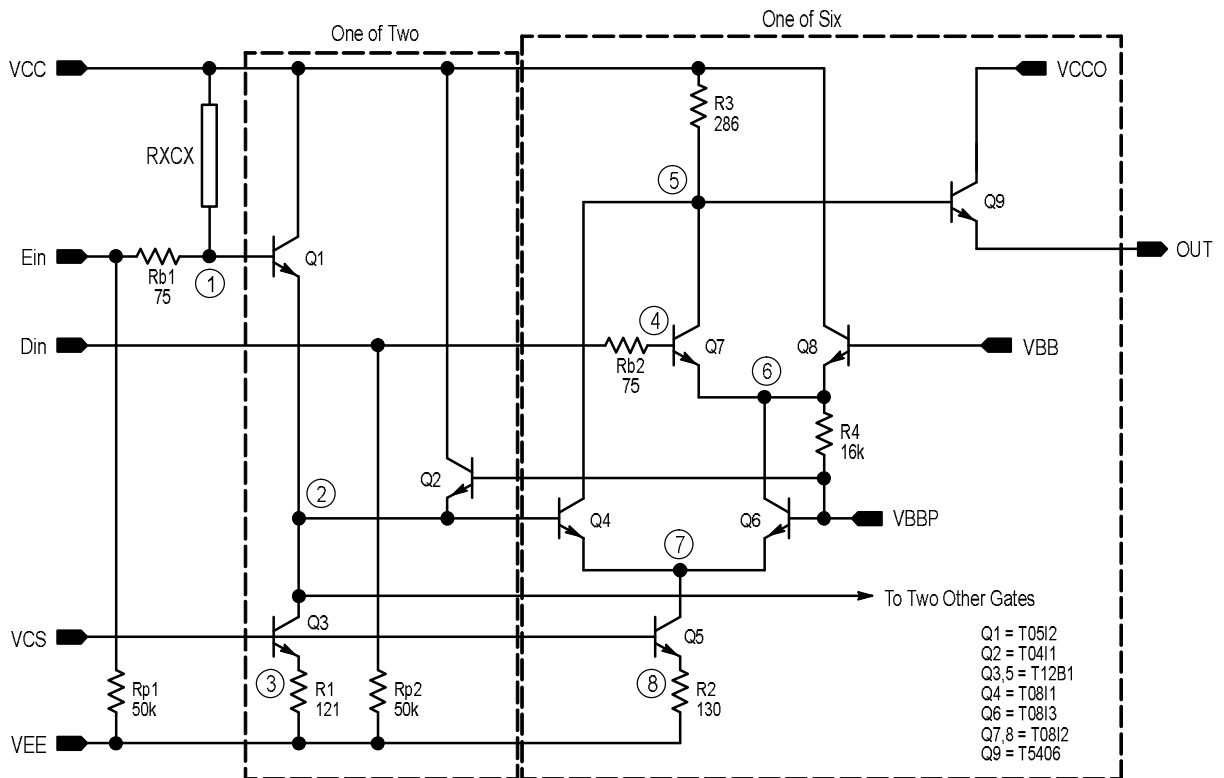 One of Six
One of Two
VCC
VCCO
R3
286
RXCX
5
Q9
Ein
Rb1
75
1
Q1
OUT
Din
4
Rb2
75
Q7
Q8
VBB
6
R4
16k
Q2
2
Q4
Q6
VBBP
7
To Two Other Gates
VCS
Q3
Q5
3
R1
121
Rp1
50k
Rp2
50k
8
R2
130
VEE
Q1 = T05I2
Q2 = T04I1
Q3,5 = T12B1
Q4 = T08I1
Q6 = T08I3
Q7,8 = T08I2
Q9 = T5406